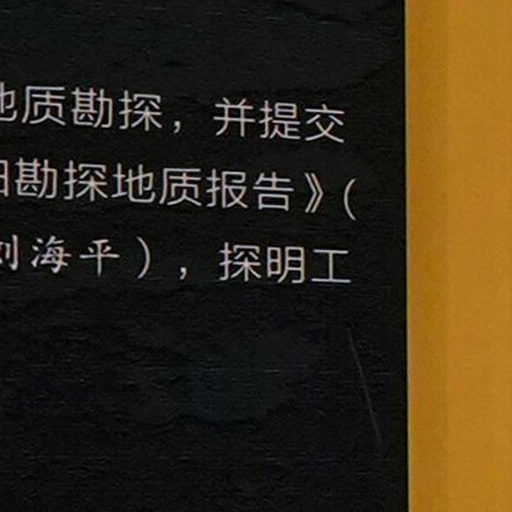 地质勘探，并提交
勘探地质报告》（
刘海平），探明工